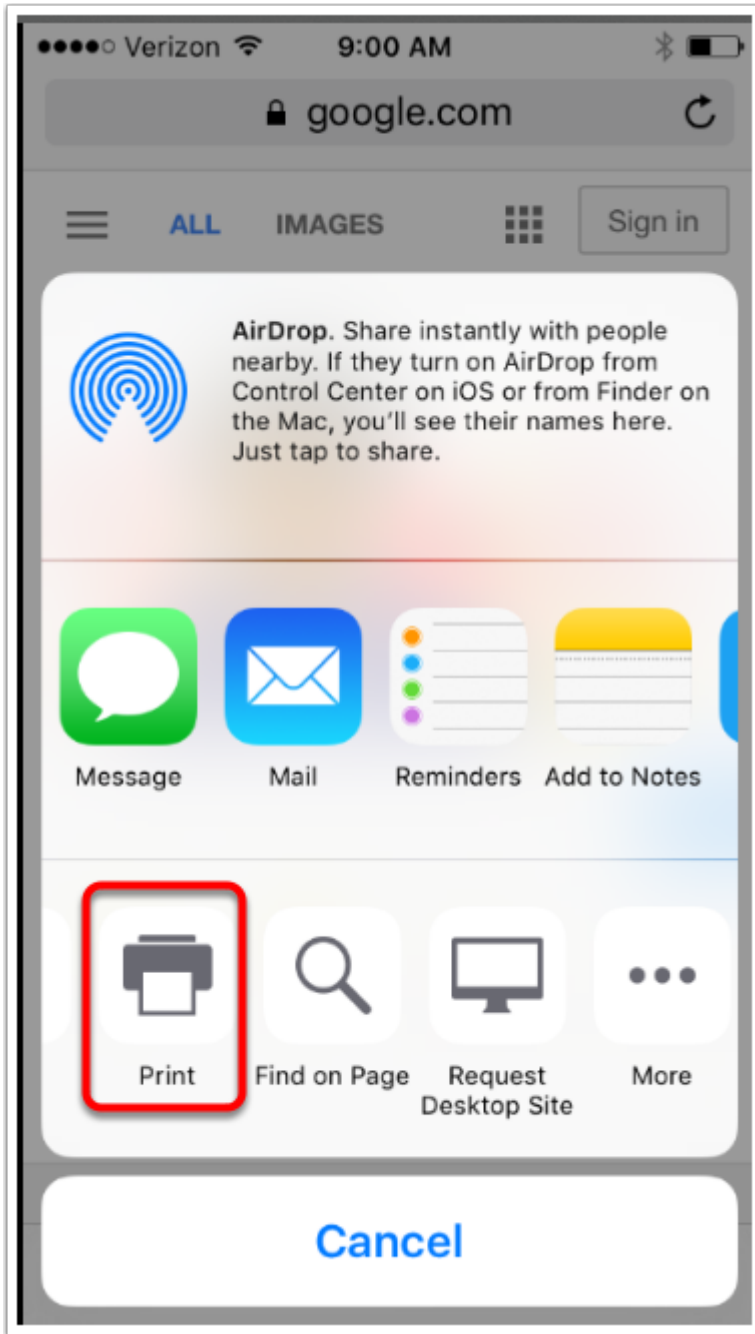 Verizon 9:00 AM
google.com
ALL IMAGES Sign in
AirDrop. Share instantly with people
nearby. If they turn on AirDrop from
Control Center on iOS or from Finder on
the Mac, you'll see their names here.
Just tap to share.
Message Mail Reminders Add to Notes
Print Find on Page Request Desktop Site More
Cancel